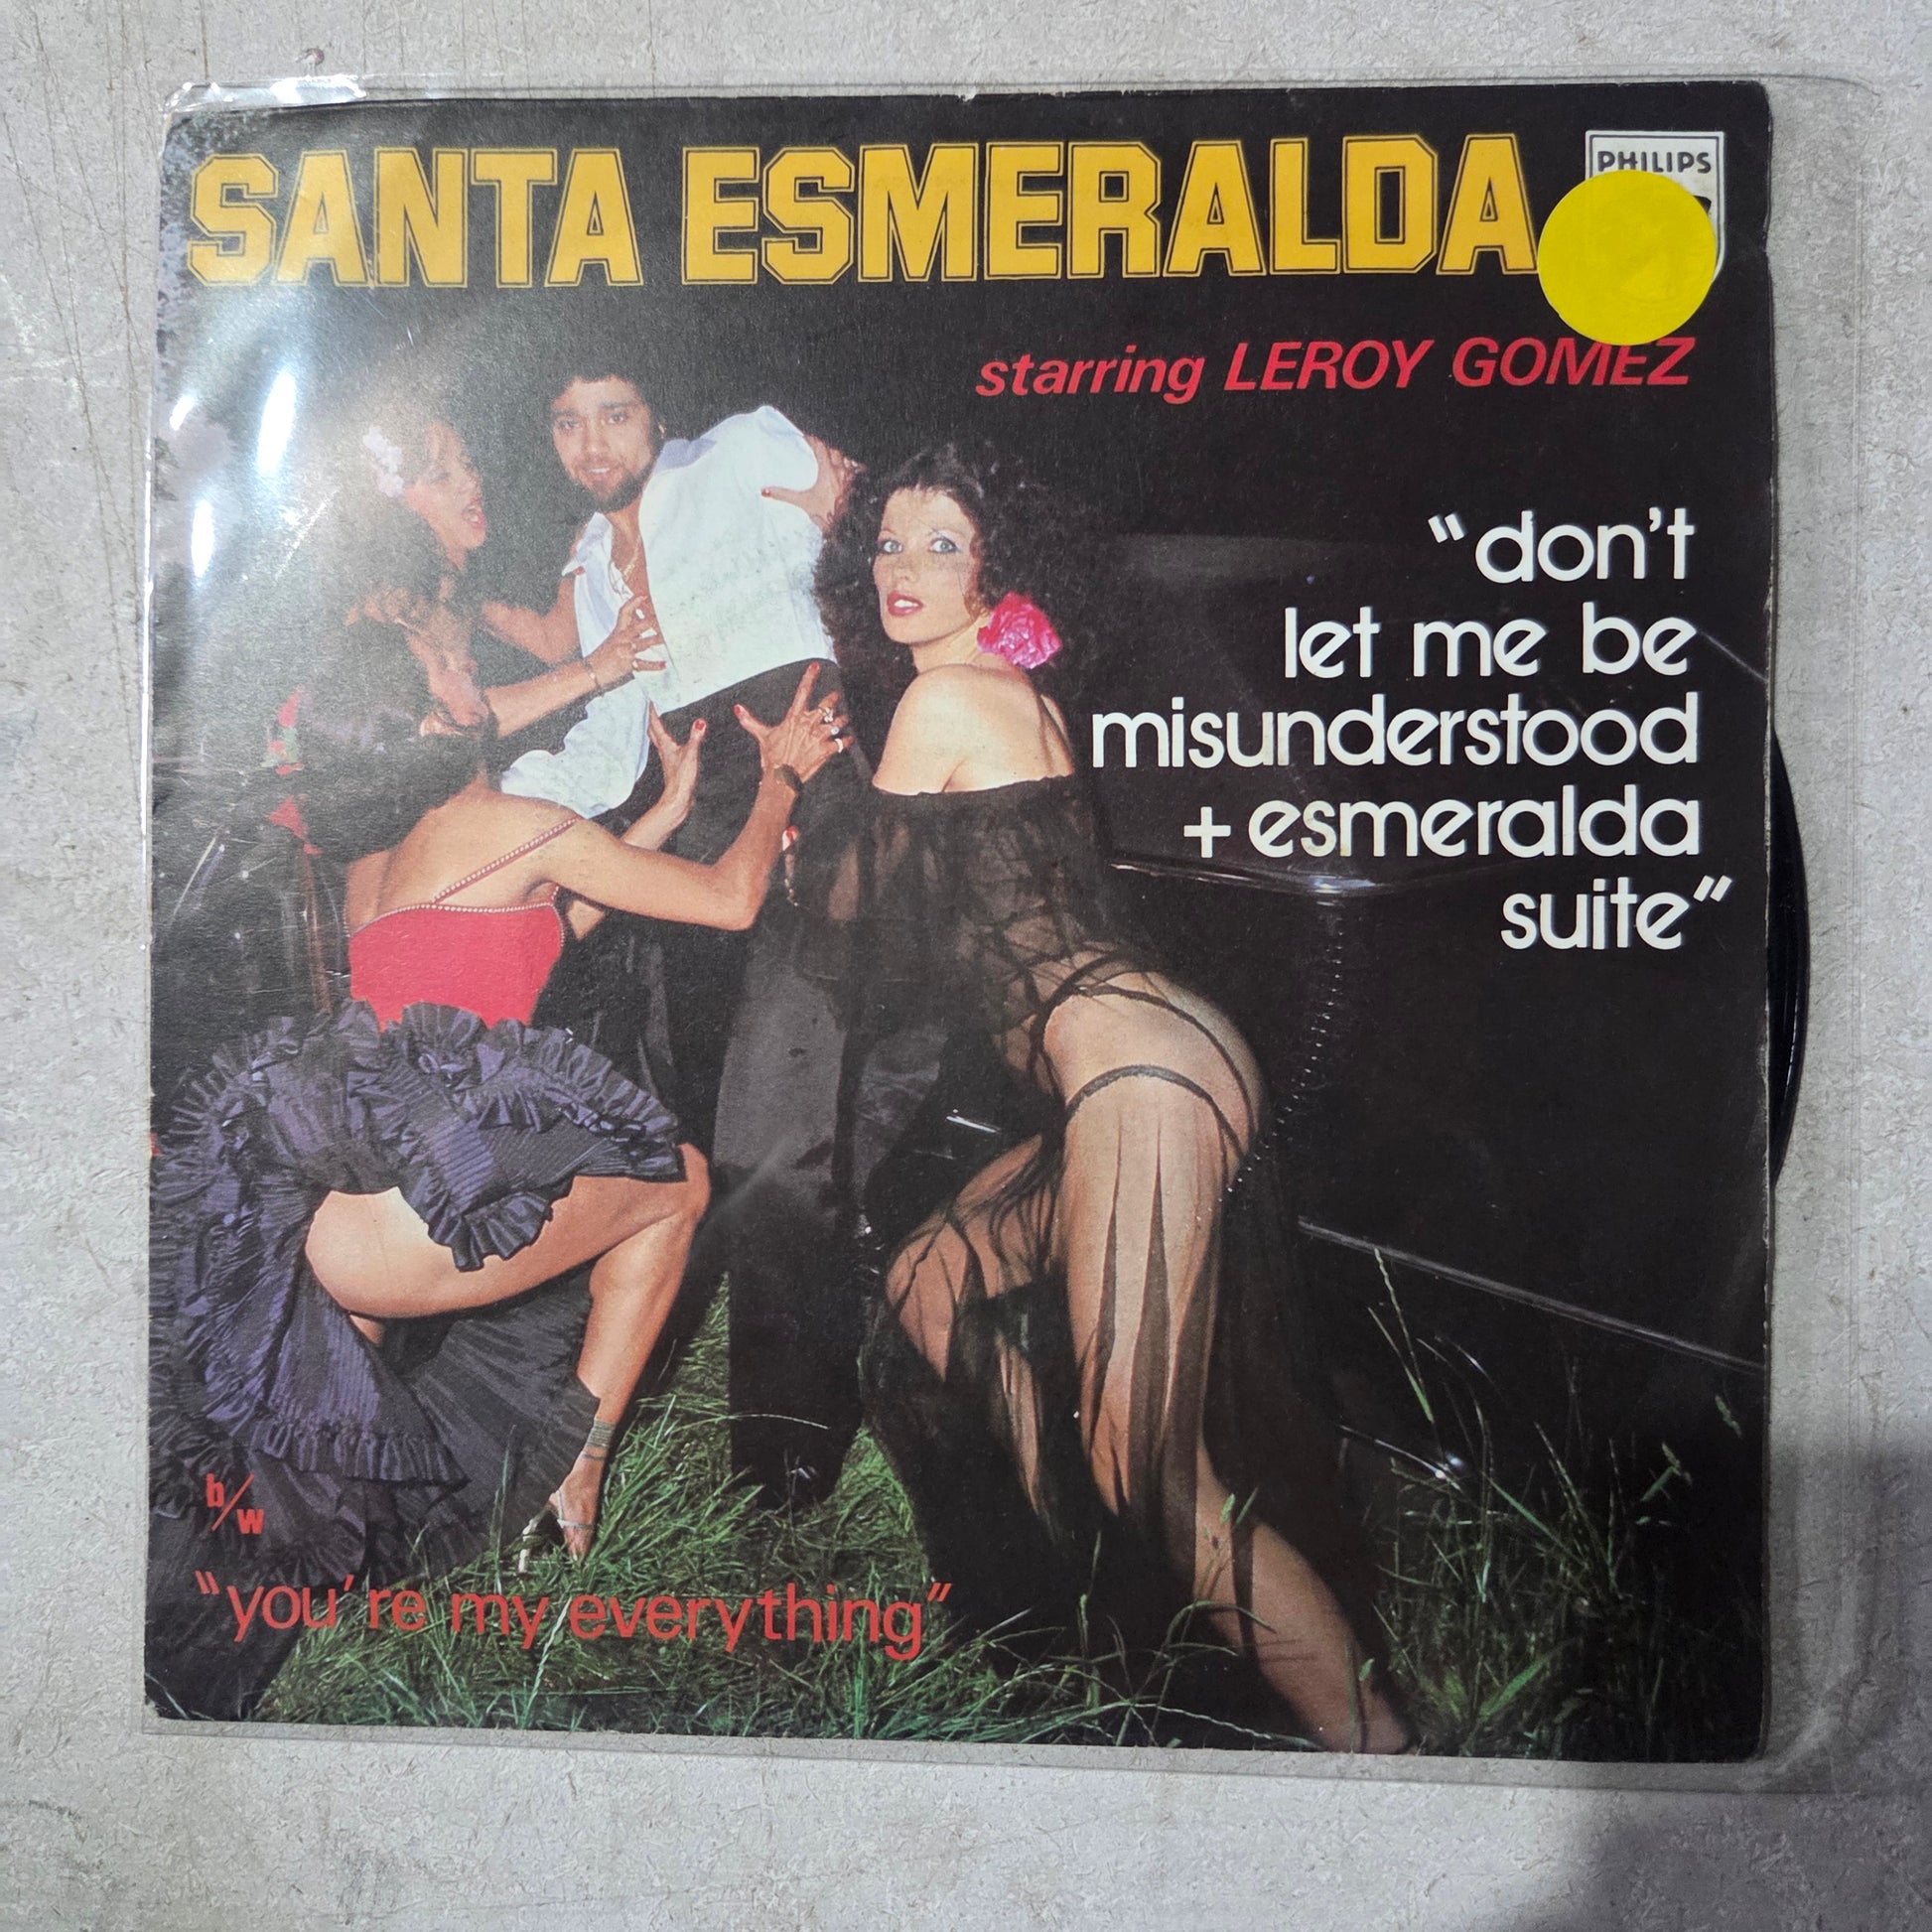 SANTA ESMERALDA
PHILIPS
starring LEROY GOMEZ
"don't
let me be
misunderstood
+ esmeralda
suite"
b/w
"you're my everything"